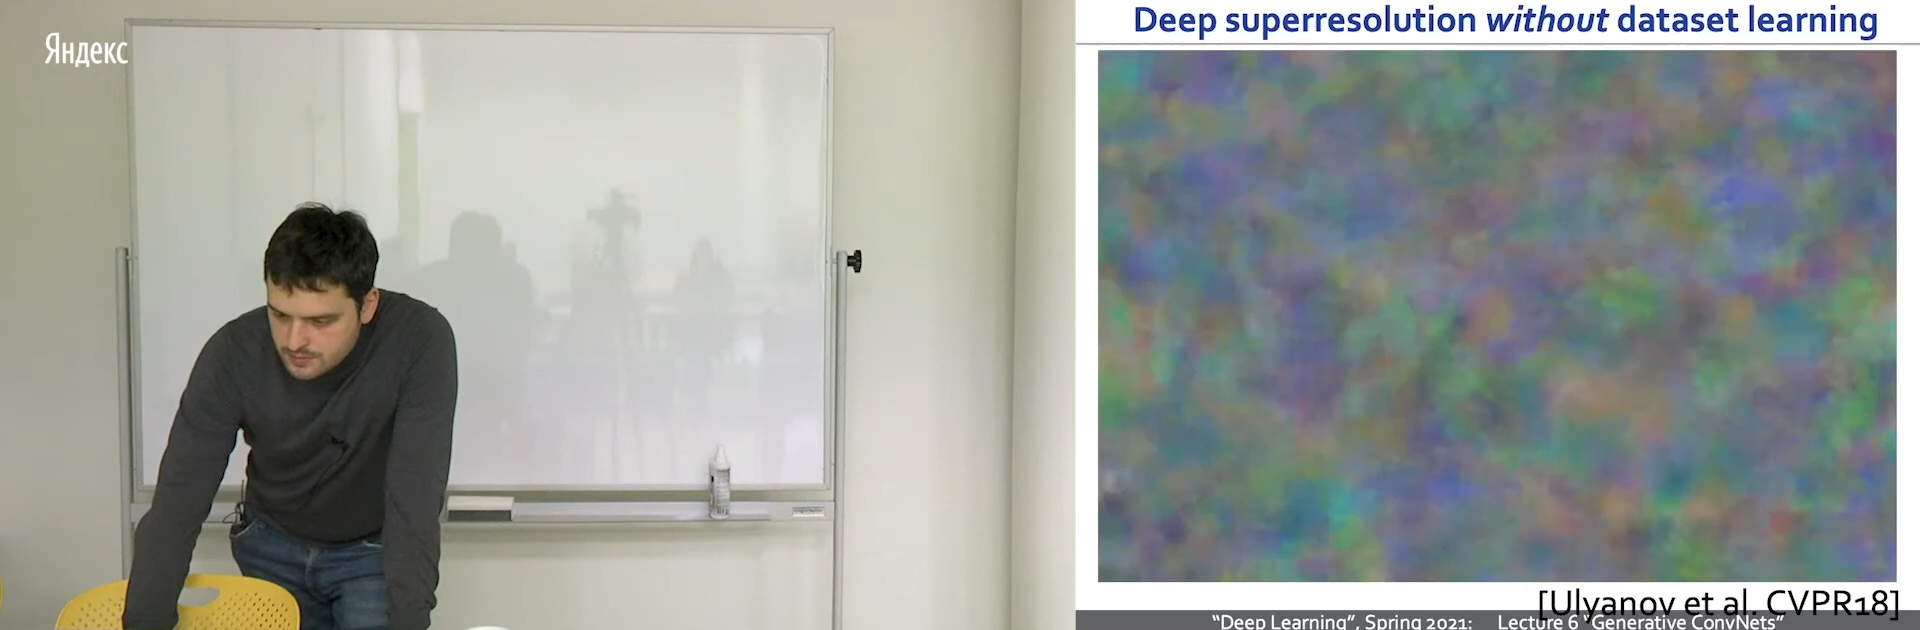 Яндекс
Deep superresolution without dataset learning
[Ulyanov et al. CVPR18]
"Deep Learning", Spring 2021: Lecture 6 "Generative ConvNets"